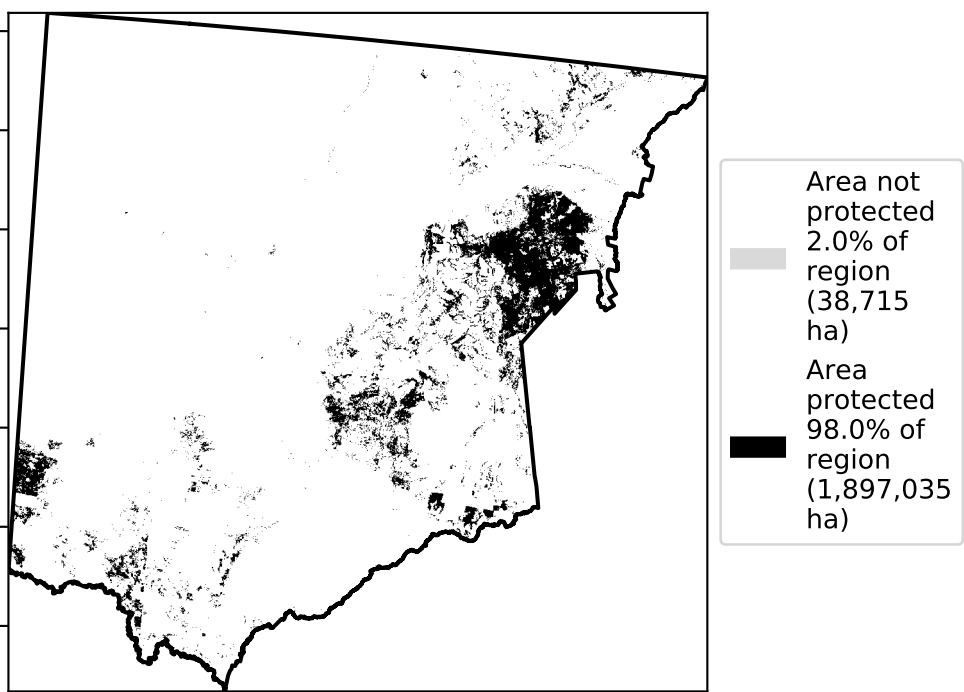 Area not
protected
2.0% of
region
(38,715
ha)
Area
protected
98.0% of
region
(1,897,035
ha)